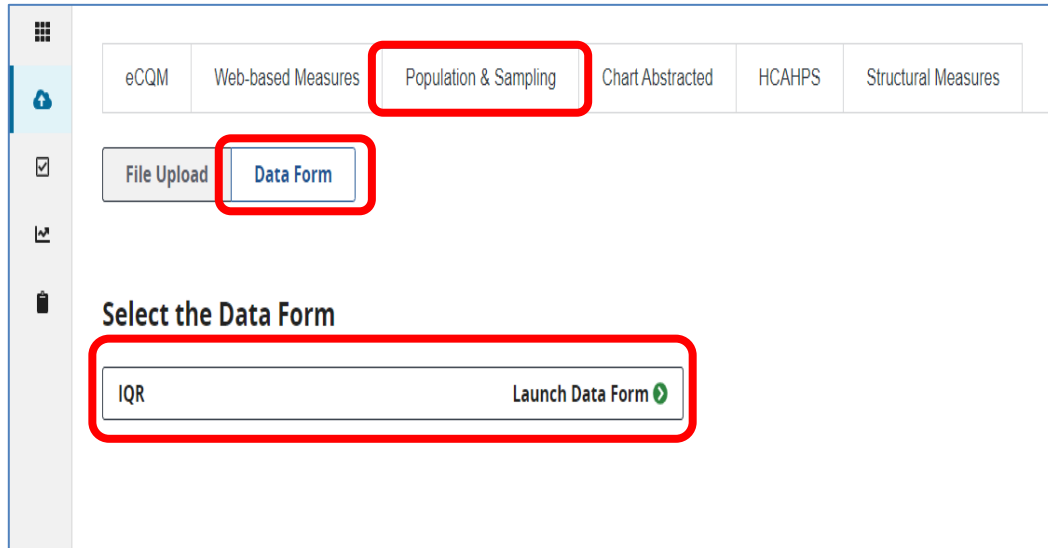 eCQM Web-based Measures Population & Sampling Chart Abstracted HCAHPS Structural Measures
File Upload Data Form
Select the Data Form
IQR Launch Data Form